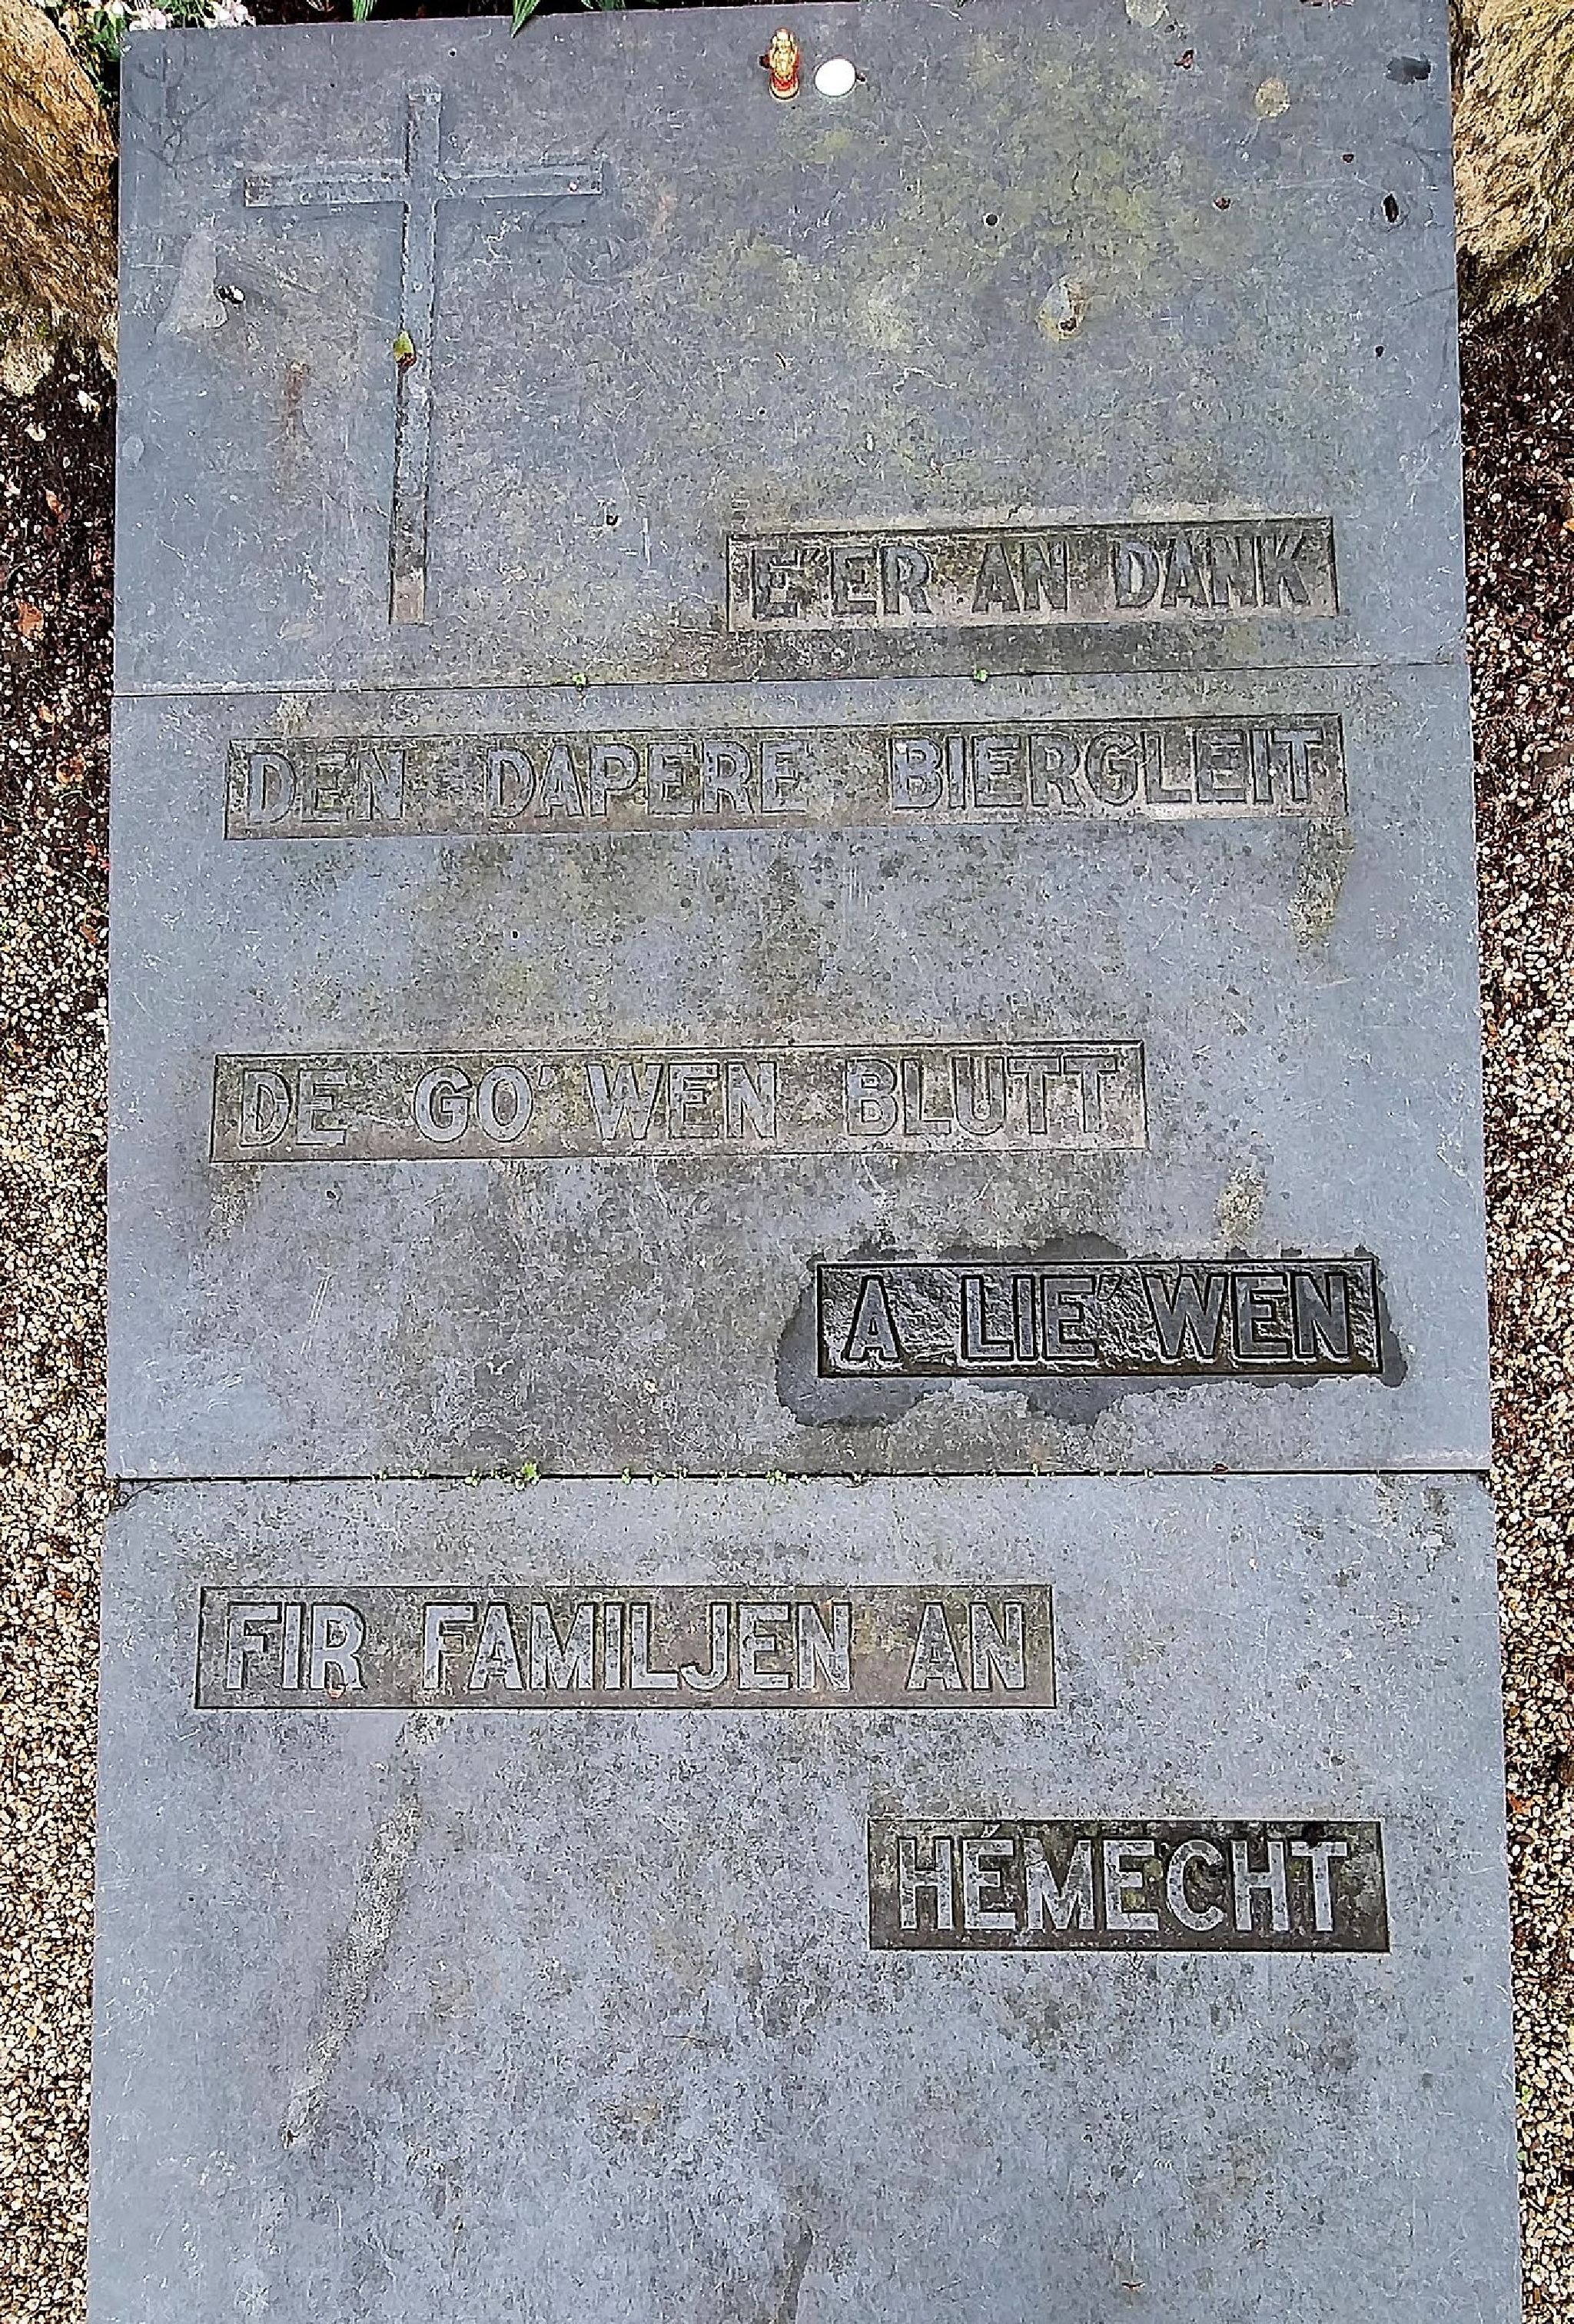 E'ER AN DANK
DEN DAPERE BIERGLEIT
DE GO'WEN BLUTT
A LIE'WEN
FIR FAMILJEN AN
HÉMECHT